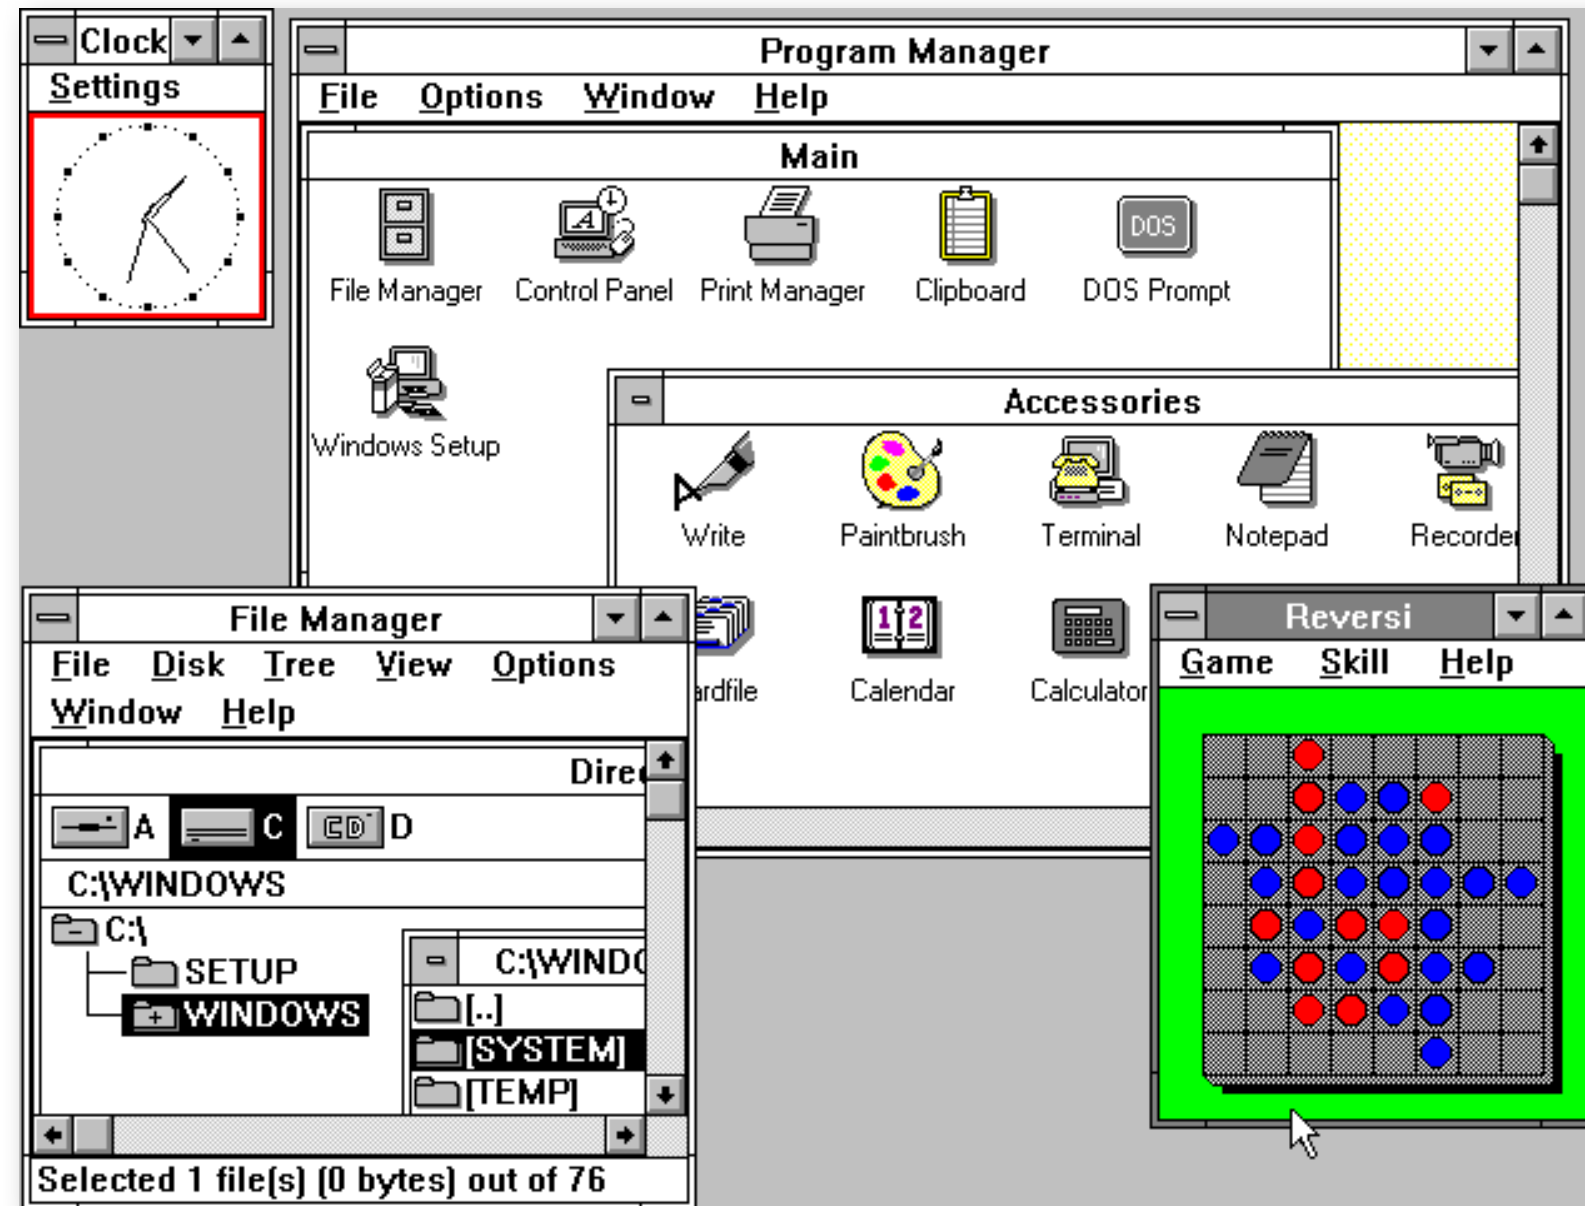 Clock
Settings
Program Manager
File Options Window Help
Main
File Manager Control Panel Print Manager Clipboard DOS Prompt
DOS
Windows Setup
Accessories
Write Paintbrush Terminal Notepad Recorder
12
Calendar Calculator
File Manager
File Disk Tree View Options
Window Help
A C CD D
C:\WINDOWS
C:\
SETUP
WINDOWS
[..]
[SYSTEM]
[TEMP]
Selected 1 file(s) (0 bytes) out of 76
Reversi
Game Skill Help